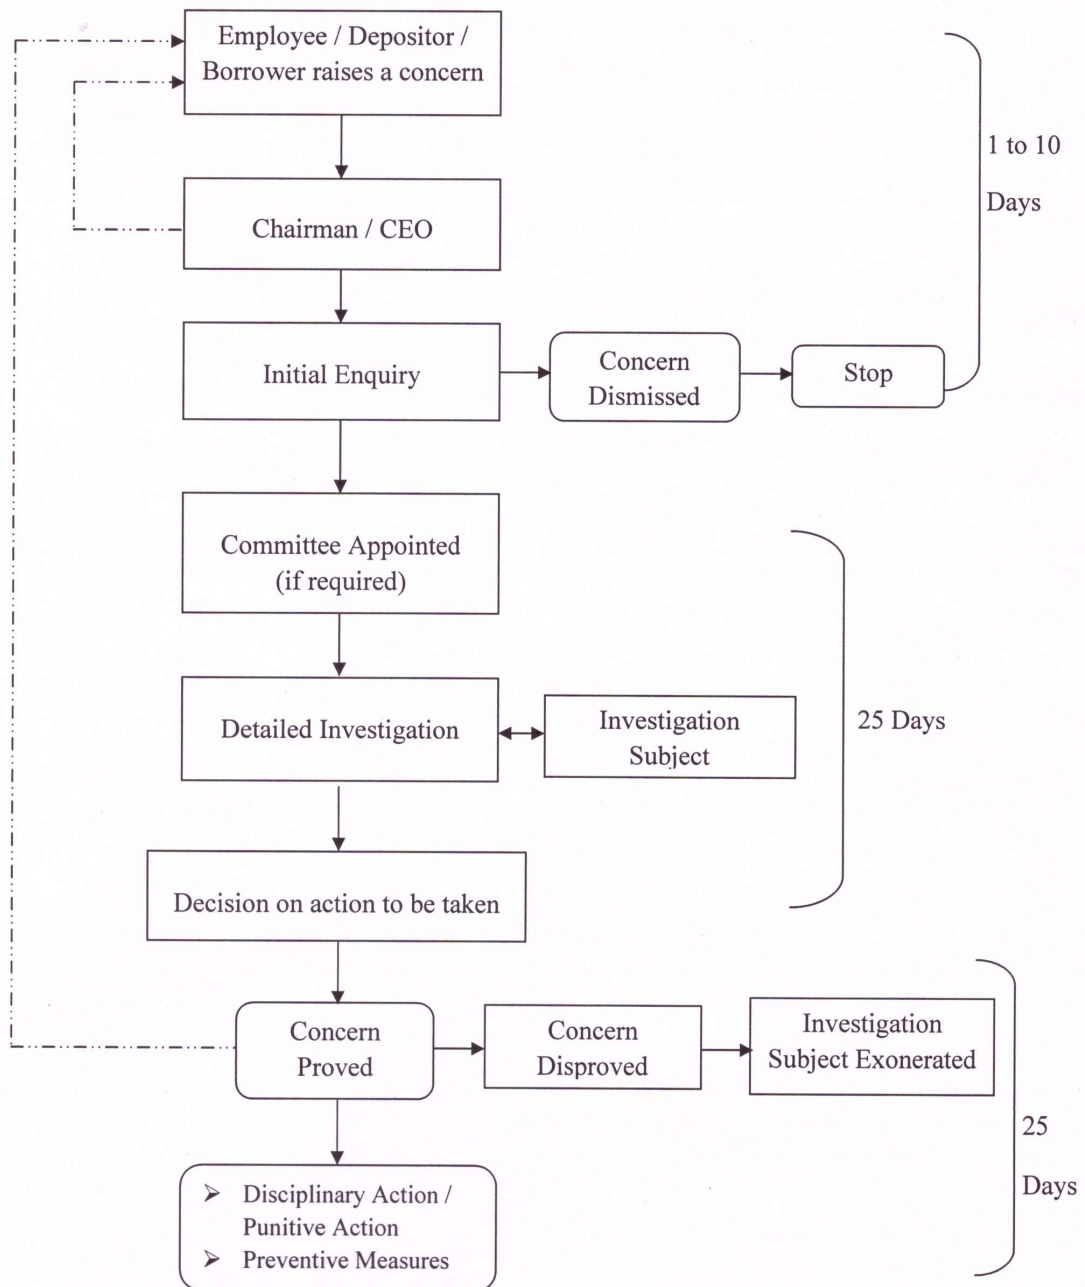 Employee / Depositor /
Borrower raises a concern
1 to 10
Days
Chairman / CEO
Initial Enquiry
Concern
Dismissed
Stop
Committee Appointed
(if required)
Detailed Investigation
Investigation
Subject
25 Days
Decision on action to be taken
Concern
Proved
Concern
Disproved
Investigation
Subject Exonerated
25
Days
➢ Disciplinary Action /
Punitive Action
➢ Preventive Measures